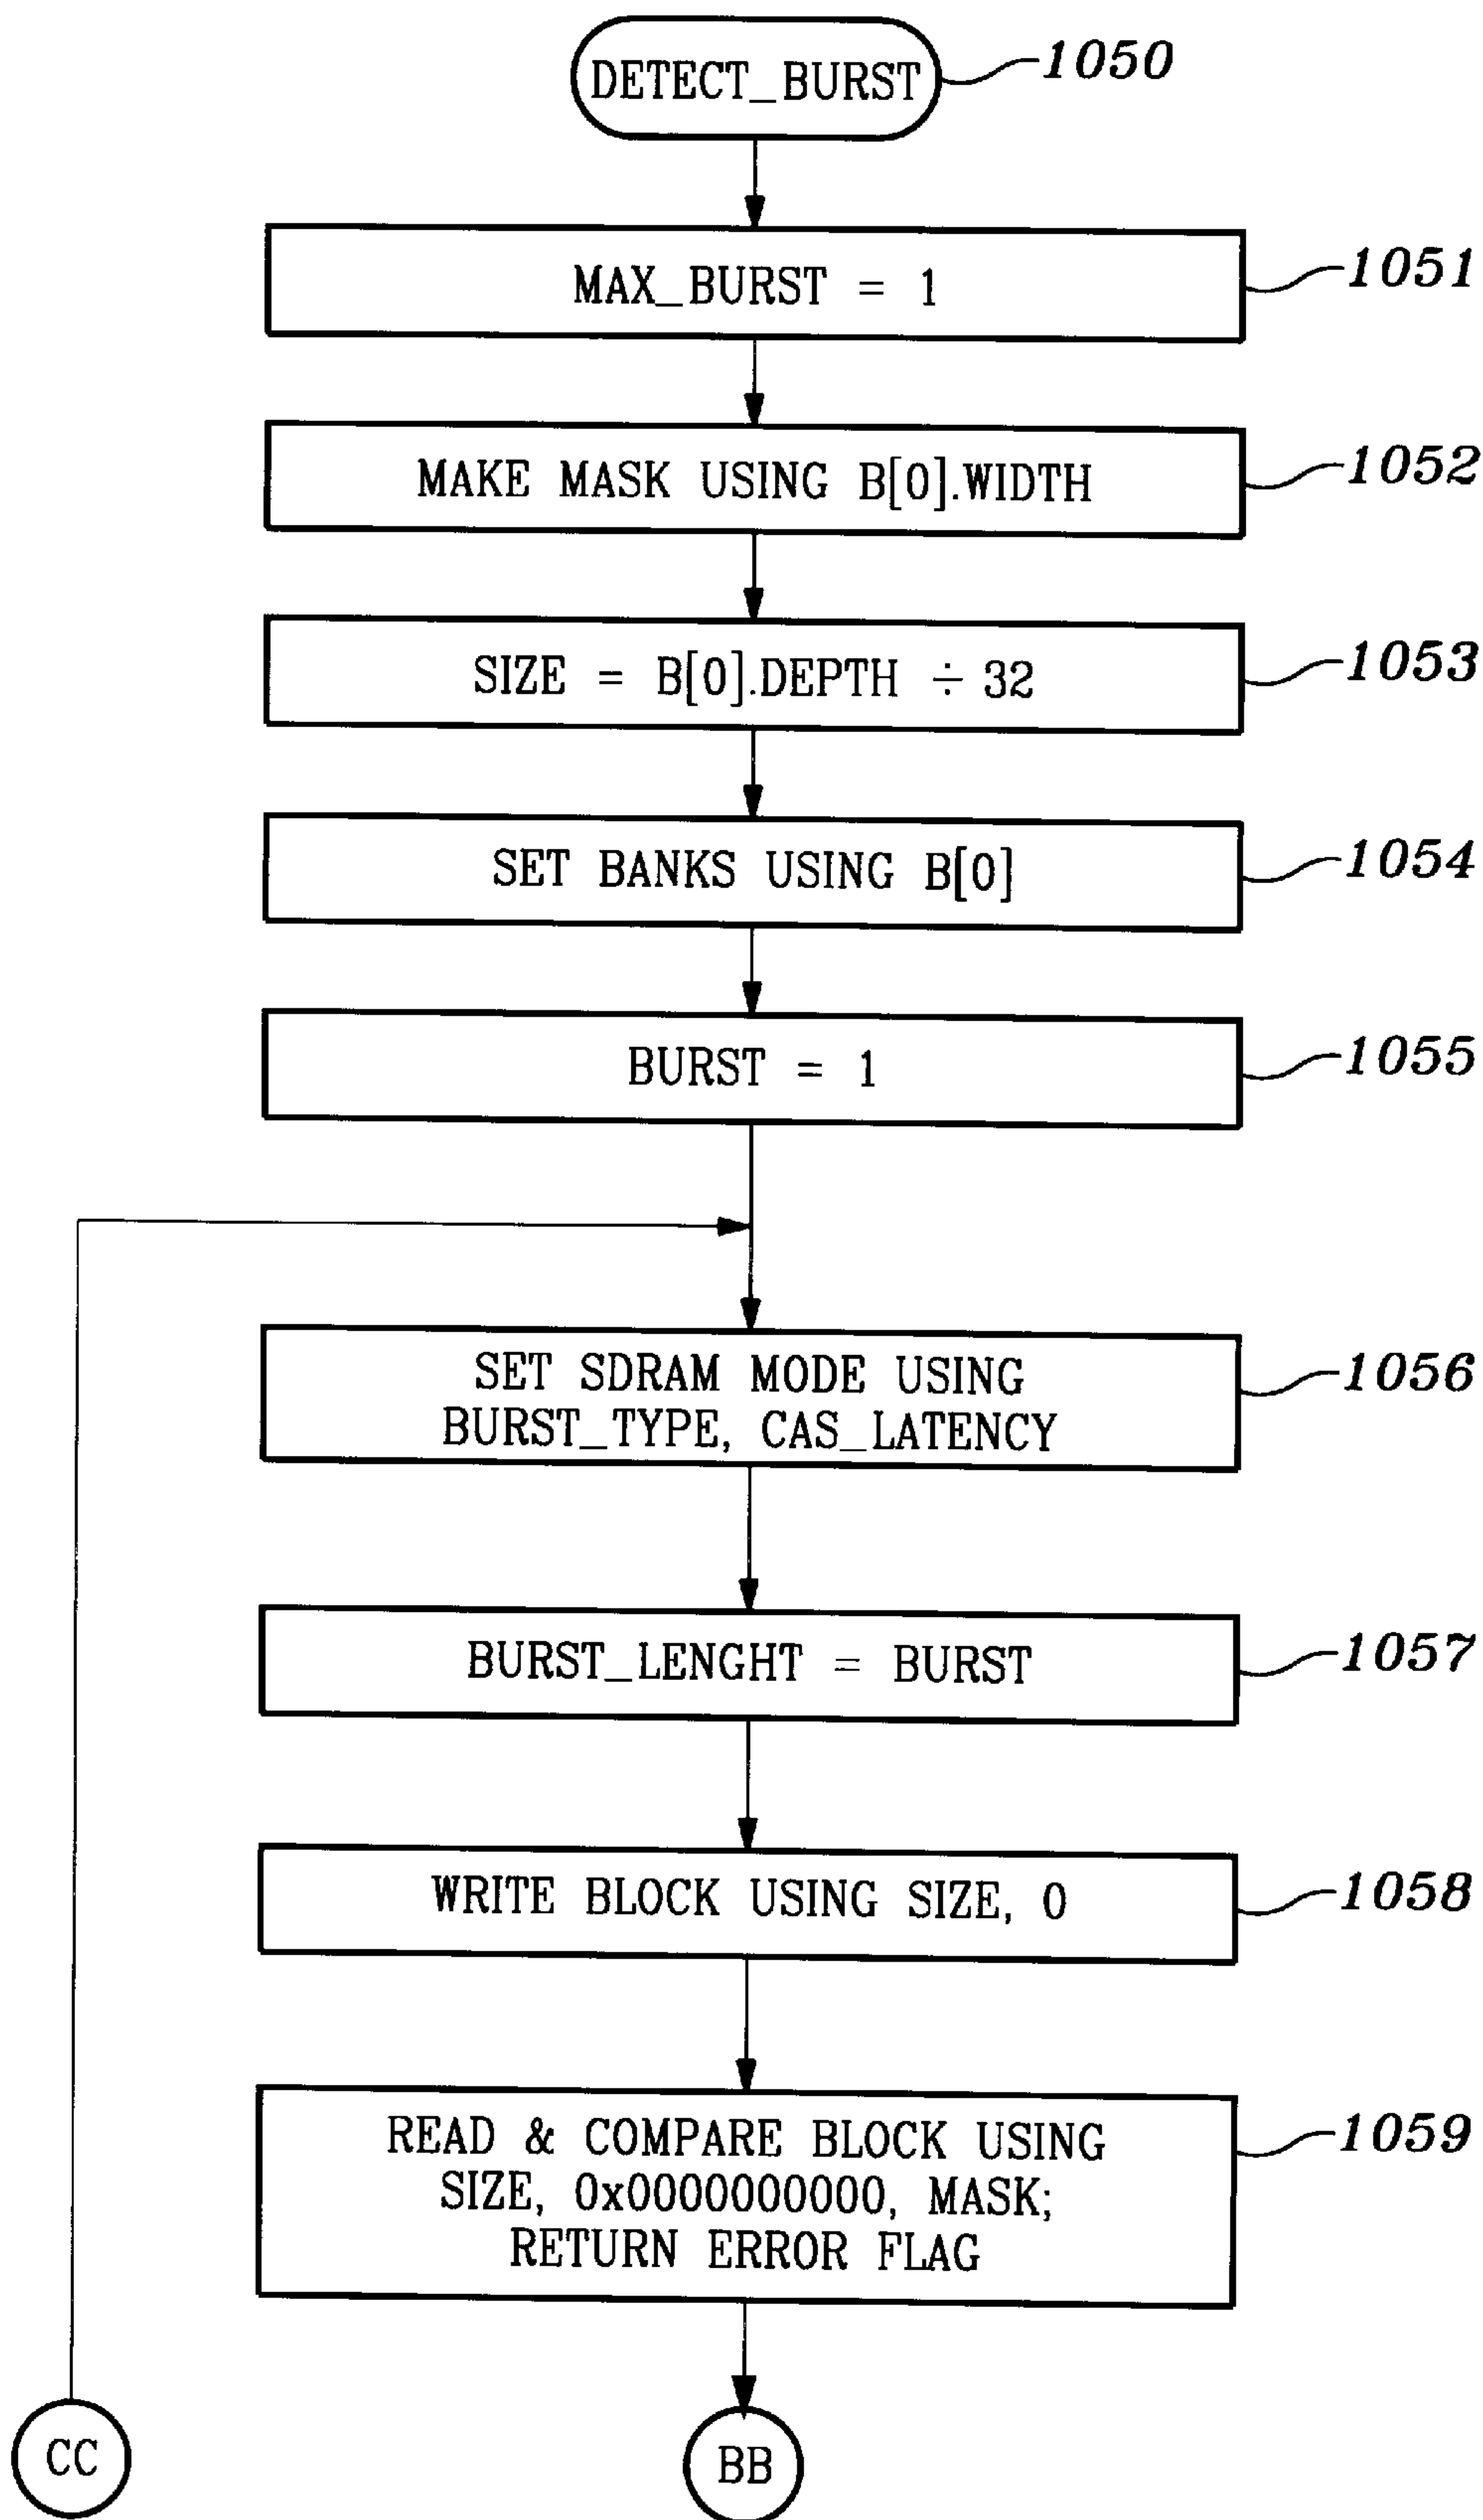 DETECT_BURST
1050
MAX_BURST = 1
1051
MAKE MASK USING B[0].WIDTH
1052
SIZE = B[0].DEPTH ÷ 32
1053
SET BANKS USING B[0]
1054
BURST = 1
1055
SET SDRAM MODE USING
BURST_TYPE, CAS_LATENCY
1056
BURST_LENGHT = BURST
1057
WRITE BLOCK USING SIZE, 0
1058
READ & COMPARE BLOCK USING
SIZE, 0x0000000000, MASK;
RETURN ERROR FLAG
1059
CC
BB